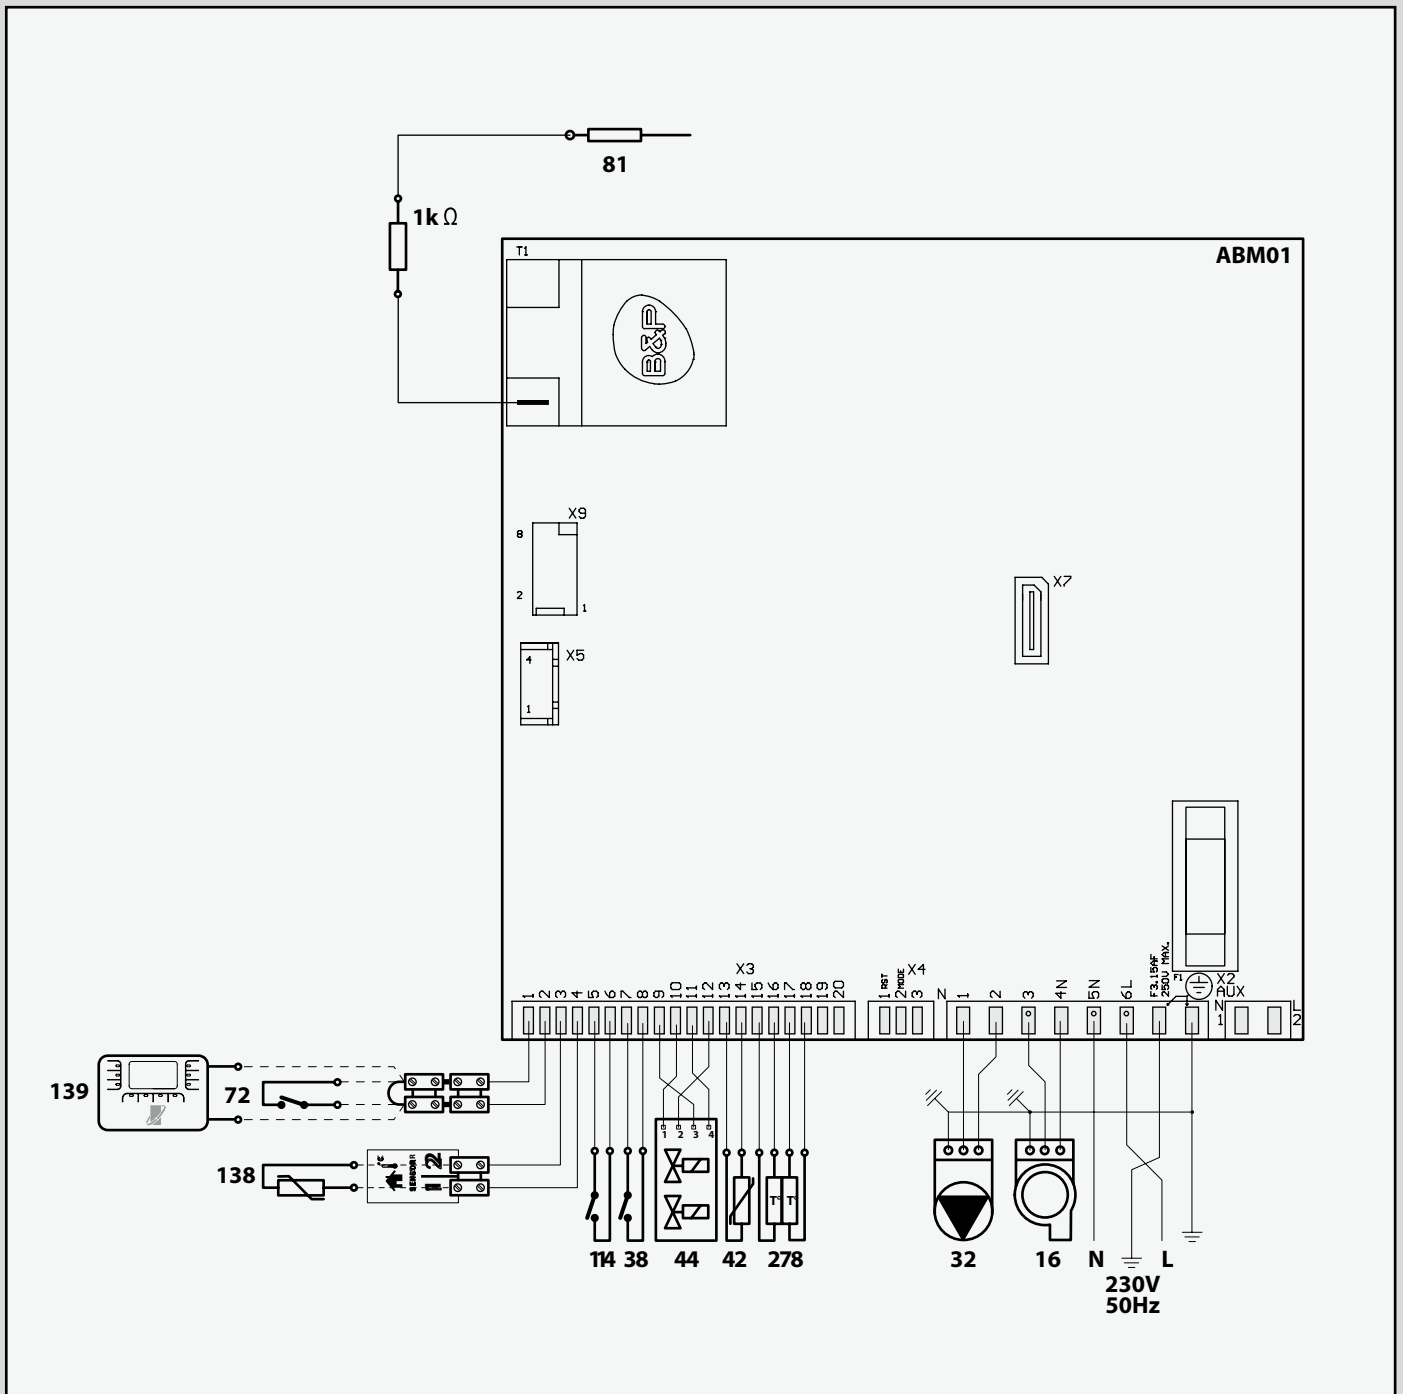 81
1k Ω
ABM01
T1
B&P
X9
8
2
1
X5
4
1
X7
F3.15AF
250V MAX.
F1
X2
AUX
X3
1 2 3 4 5 6 7 8 9 10 11 12 13 14 15 16 17 18 19 20
X4
1 RST
2 MODE
3
N 1 2 3 4N 5N 6L
N L
1 2
139
72
138
°C
SENSOR
1 2 3 4
T° T°
114 38 44 42 278
32 16 N L
230V
50Hz